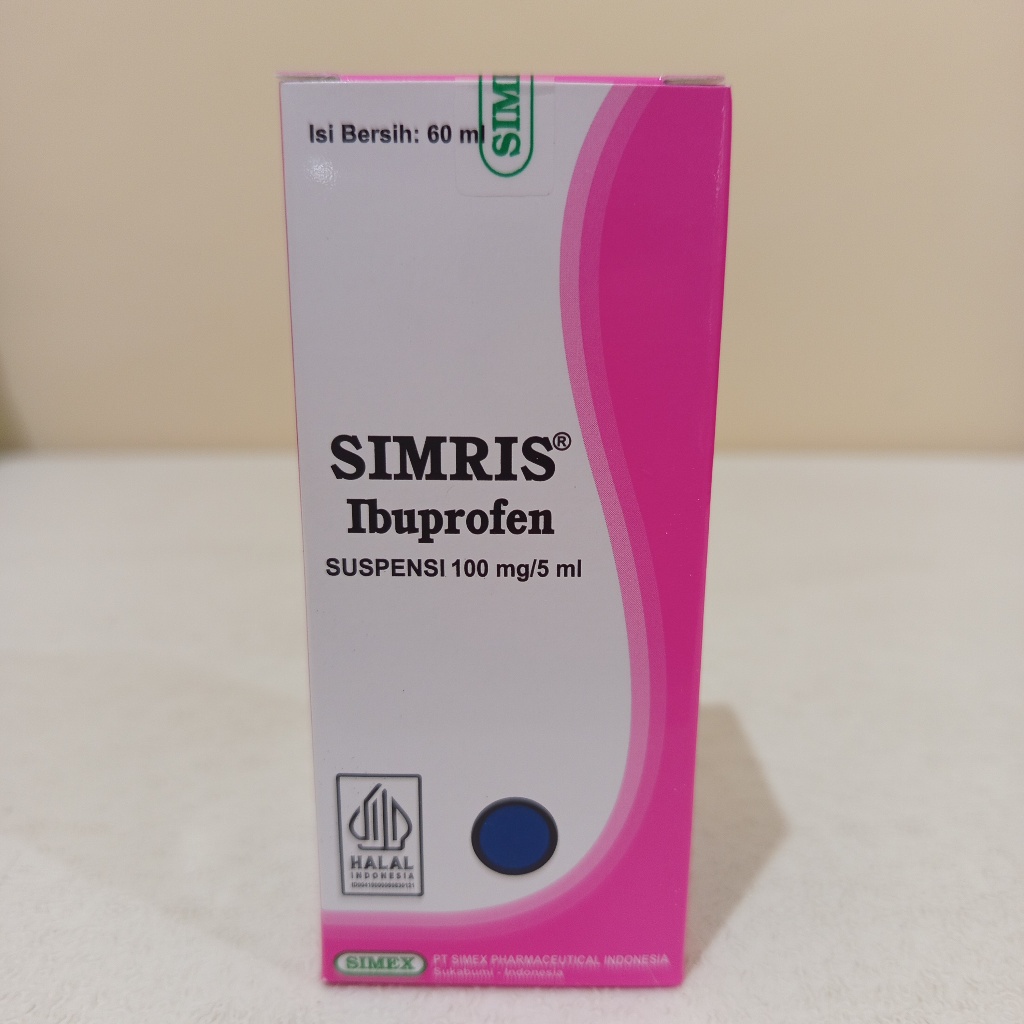 Isi Bersih: 60 ml
SIM
SIMRIS®
Ibuprofen
SUSPENSI 100 mg/5 ml
HALAL
INDONESIA
SIMEX
PT SIMEX PHARMACEUTICAL INDONESIA
Sukabumi - Indonesia